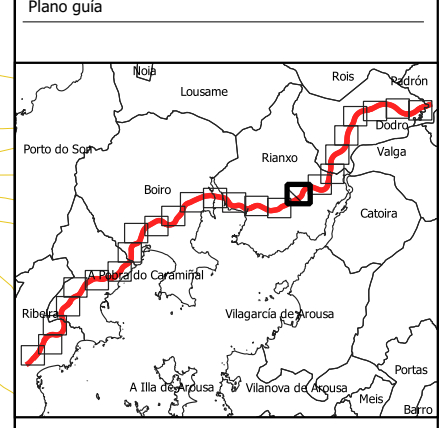 Plano guía
Noia
Rois
Padrón
Lousame
Dodro
Porto do Son
Valga
Rianxo
Boiro
Catoira
A Pobra do Caramiñal
Ribeira
Vilagarcía de Arousa
Portas
A Illa de Arousa
Vilanova de Arousa
Meis
Barro